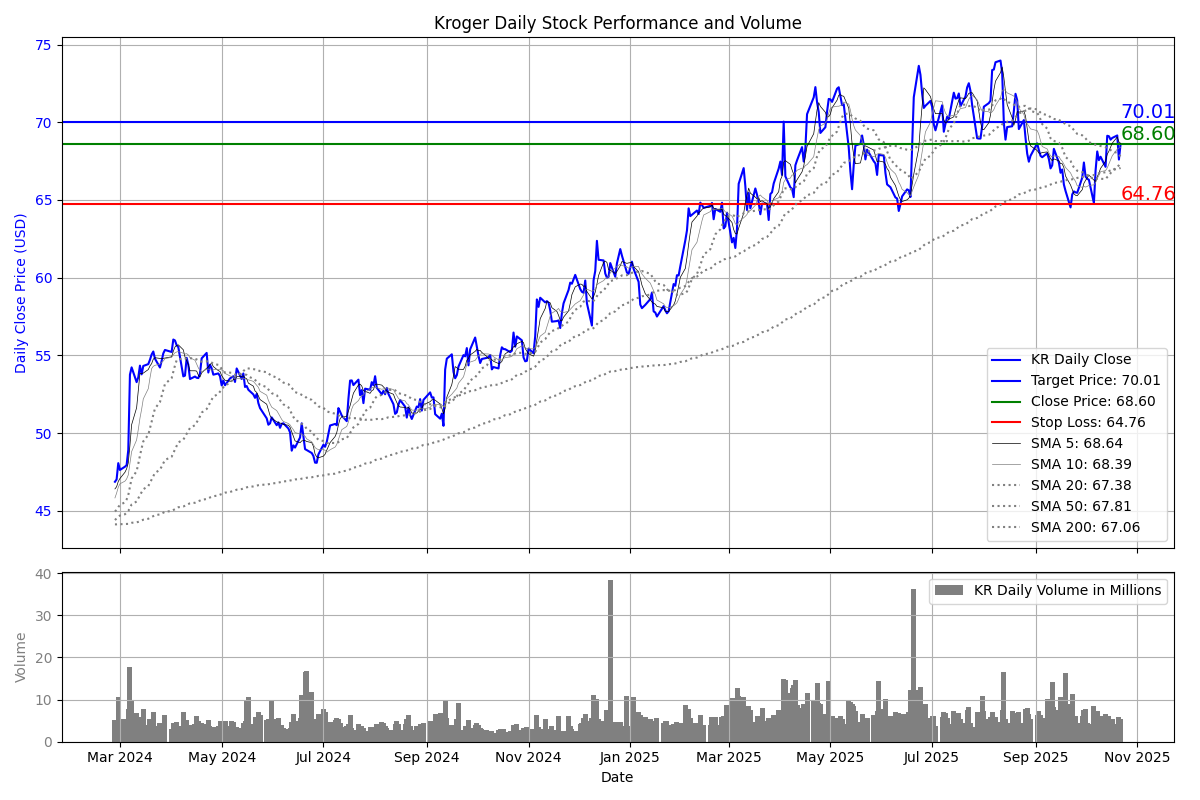 Kroger Daily Stock Performance and Volume
Daily Close Price (USD)
75
70
65
60
55
50
45
70.01
68.60
64.76
KR Daily Close
Target Price: 70.01
Close Price: 68.60
Stop Loss: 64.76
SMA 5: 68.64
SMA 10: 68.39
SMA 20: 67.38
SMA 50: 67.81
SMA 200: 67.06
Volume
40
30
20
10
0
KR Daily Volume in Millions
Mar 2024 May 2024 Jul 2024 Sep 2024 Nov 2024 Jan 2025 Mar 2025 May 2025 Jul 2025 Sep 2025 Nov 2025
Date